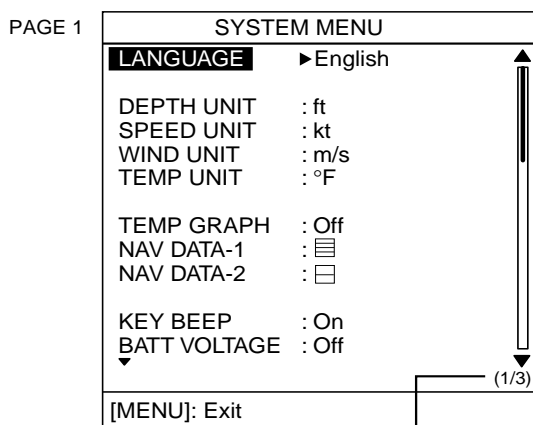 PAGE 1
SYSTEM MENU
LANGUAGE ▶English
DEPTH UNIT : ft
SPEED UNIT : kt
WIND UNIT : m/s
TEMP UNIT : °F
TEMP GRAPH : Off
NAV DATA-1 :
NAV DATA-2 :
KEY BEEP : On
BATT VOLTAGE : Off
(1/3)
[MENU]: Exit